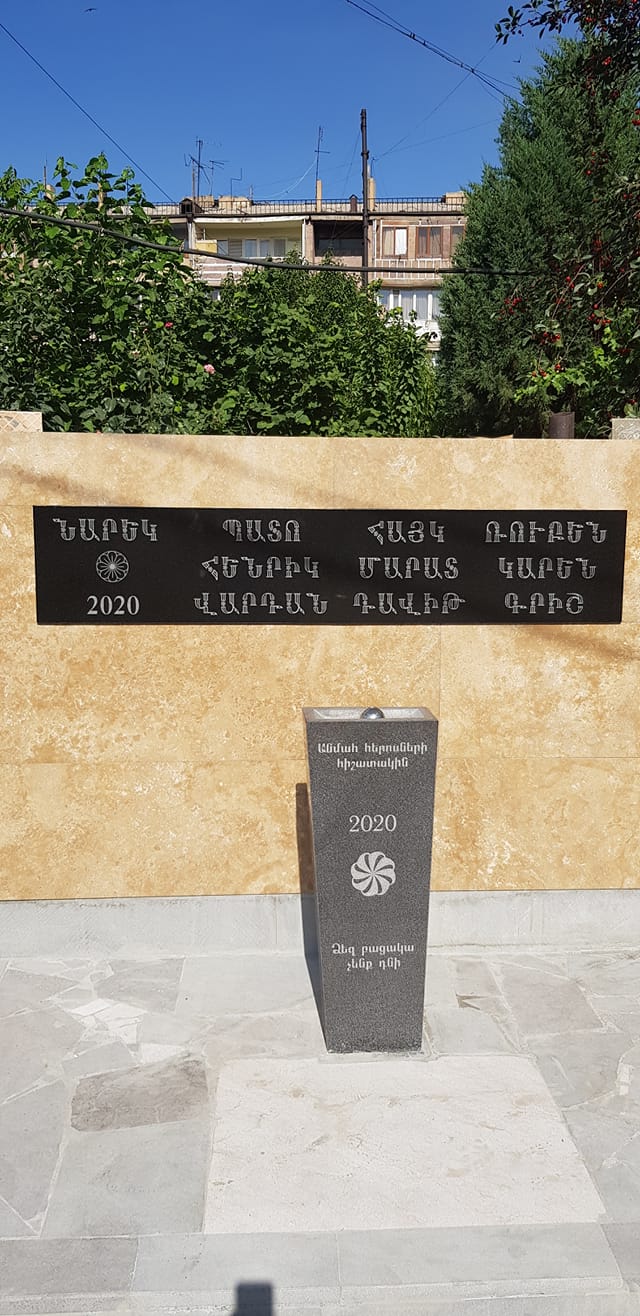 ՆԱՐԵԿ ՊԱՏՈ ՀԱՅԿ ՌՈՒԲԵՆ
ՀԵՆՐԻԿ ՄԱՐԱՏ ԿԱՐԵՆ
2020 ՎԱՐԴԱՆ ԴԱՎԻԹ ԳՐԻՇ
Անմահ հերոսների
հիշատակին
2020
Ձեզ բացակա
չենք դնի